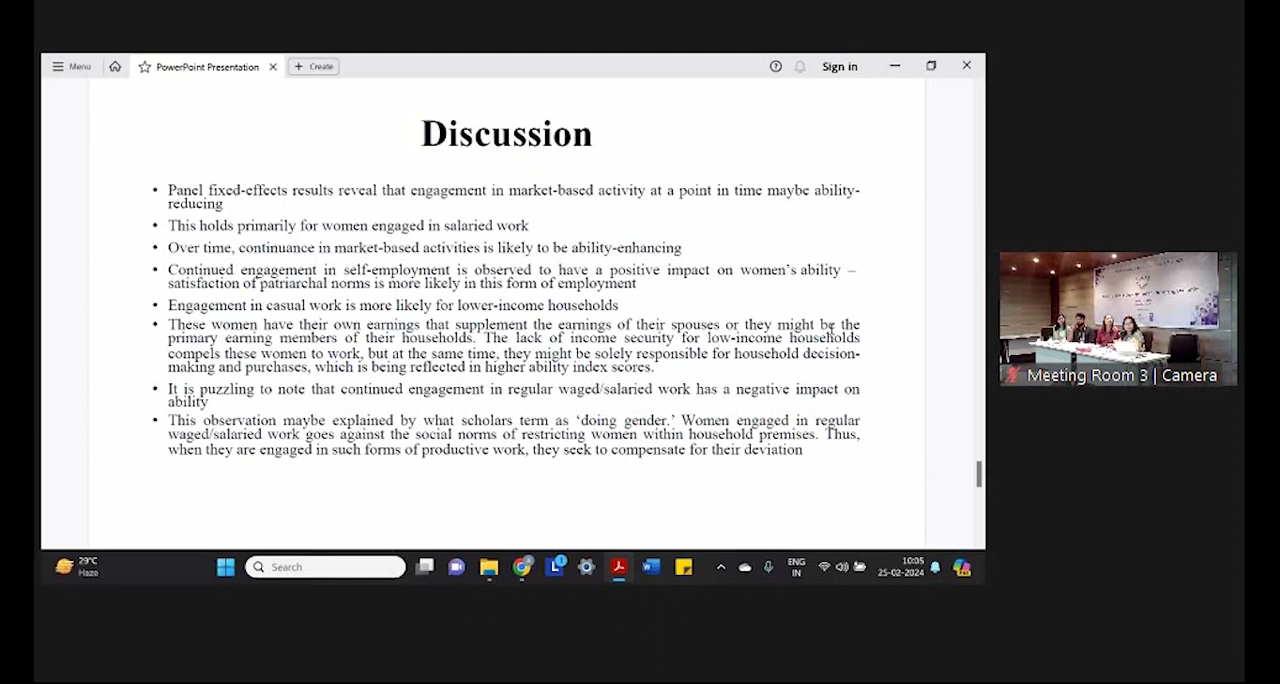 Menu
PowerPoint Presentation
+ Create
Sign in
Discussion
• Panel fixed-effects results reveal that engagement in market-based activity at a point in time maybe ability-
reducing
• This holds primarily for women engaged in salaried work
• Over time, continuance in market-based activities is likely to be ability-enhancing
• Continued engagement in self-employment is observed to have a positive impact on women's ability –
satisfaction of patriarchal norms is more likely in this form of employment
• Engagement in casual work is more likely for lower-income households
• These women have their own earnings that supplement the earnings of their spouses or they might be the
primary earning members of their households. The lack of income security for low-income households
compels these women to work, but at the same time, they might be solely responsible for household decision-
making and purchases, which is being reflected in higher ability index scores.
• It is puzzling to note that continued engagement in regular waged/salaried work has a negative impact on
ability
• This observation maybe explained by what scholars term as 'doing gender.' Women engaged in regular
waged/salaried work goes against the social norms of restricting women within household premises. Thus,
when they are engaged in such forms of productive work, they seek to compensate for their deviation
Meeting Room 3 | Camera
29°C
Haze
Search
ENG
IN
10:05
25-02-2024